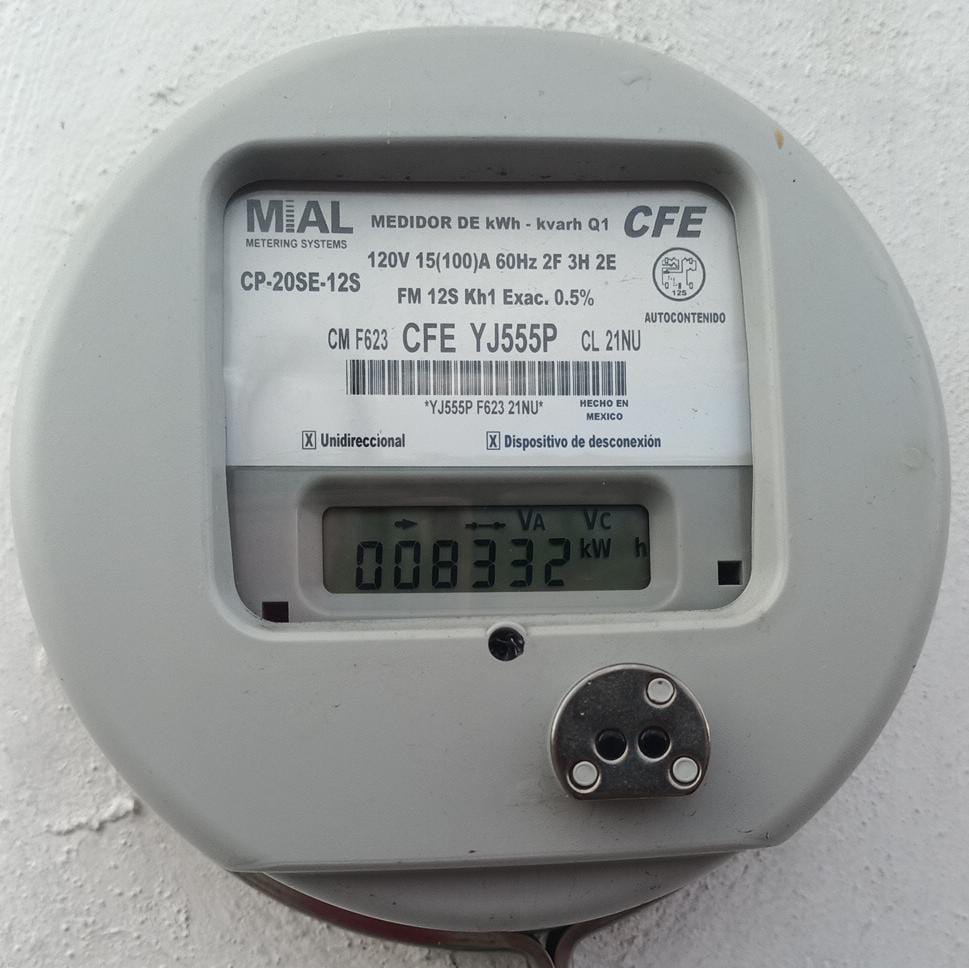 MIAL
METERING SYSTEMS
MEDIDOR DE kWh - kvarh Q1
CFE
120V 15(100)A 60Hz 2F 3H 2E
CP-20SE-12S
FM 12S Kh1 Exac. 0.5%
12S
AUTOCONTENIDO
CM F623 CFE YJ555P CL 21NU
*YJ555P F623 21NU*
HECHO EN
MEXICO
X Unidireccional
X Dispositivo de desconexión
VA VC
008332 kW h